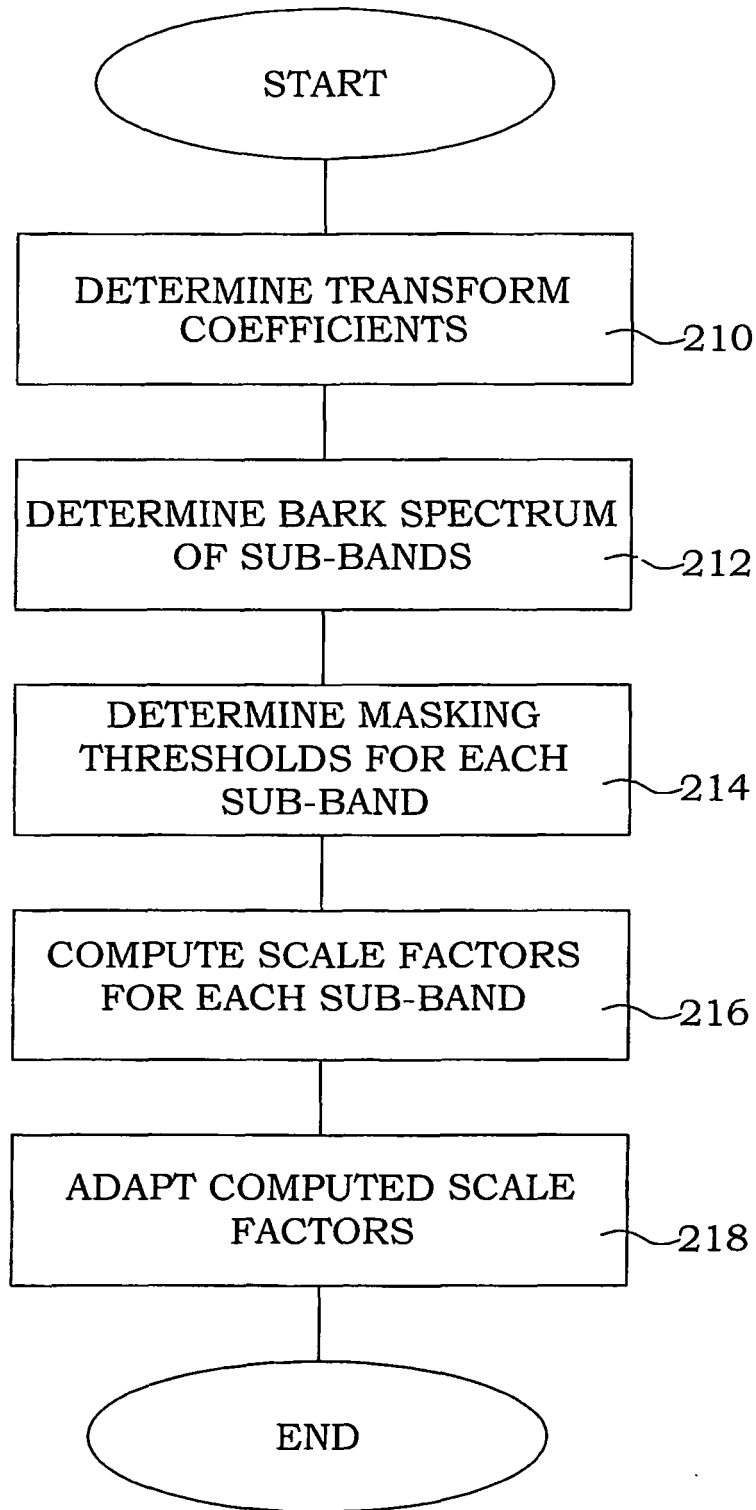 START
DETERMINE TRANSFORM
COEFFICIENTS
210
DETERMINE BARK SPECTRUM
OF SUB-BANDS
212
DETERMINE MASKING
THRESHOLDS FOR EACH
SUB-BAND
214
COMPUTE SCALE FACTORS
FOR EACH SUB-BAND
216
ADAPT COMPUTED SCALE
FACTORS
218
END